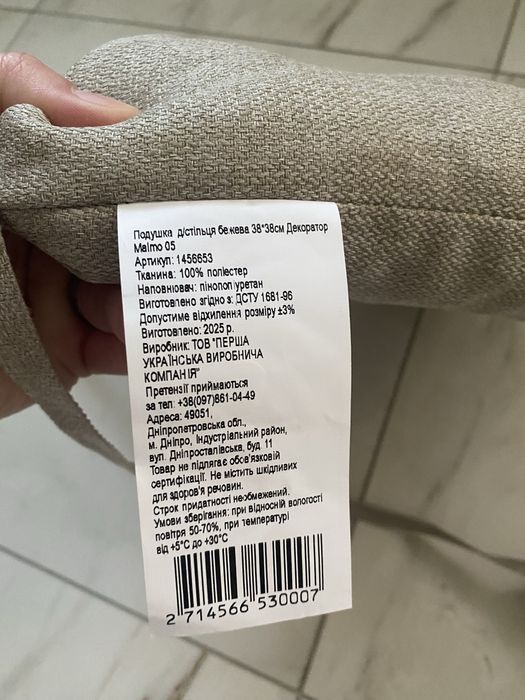 Подушка д/стільця бежева 38*38см Декоратор
Malmo 05
Артикул: 1456653
Тканина: 100% поліестер
Наповнювач: пінополіуретан
Виготовлено згідно з: ДСТУ 1681-96
Допустиме відхилення розміру ±3%
Виготовлено: 2025 р.
Виробник: ТОВ "ПЕРША
УКРАЇНСЬКА ВИРОБНИЧА
КОМПАНІЯ"
Претензії приймаються
за тел: +38(097)861-04-49
Адреса: 49051,
Дніпропетровська обл.,
м. Дніпро, Індустріальний район,
вул. Дніпросталівська, буд 11
Товар не підлягає обов'язковій
сертифікації. Не містить шкідливих
для здоров'я речовин.
Строк придатності необмежений.
Умови зберігання: при відносній вологості
повітря 50-70%, при температурі
від +5°C до +30°C
2 714566 530007